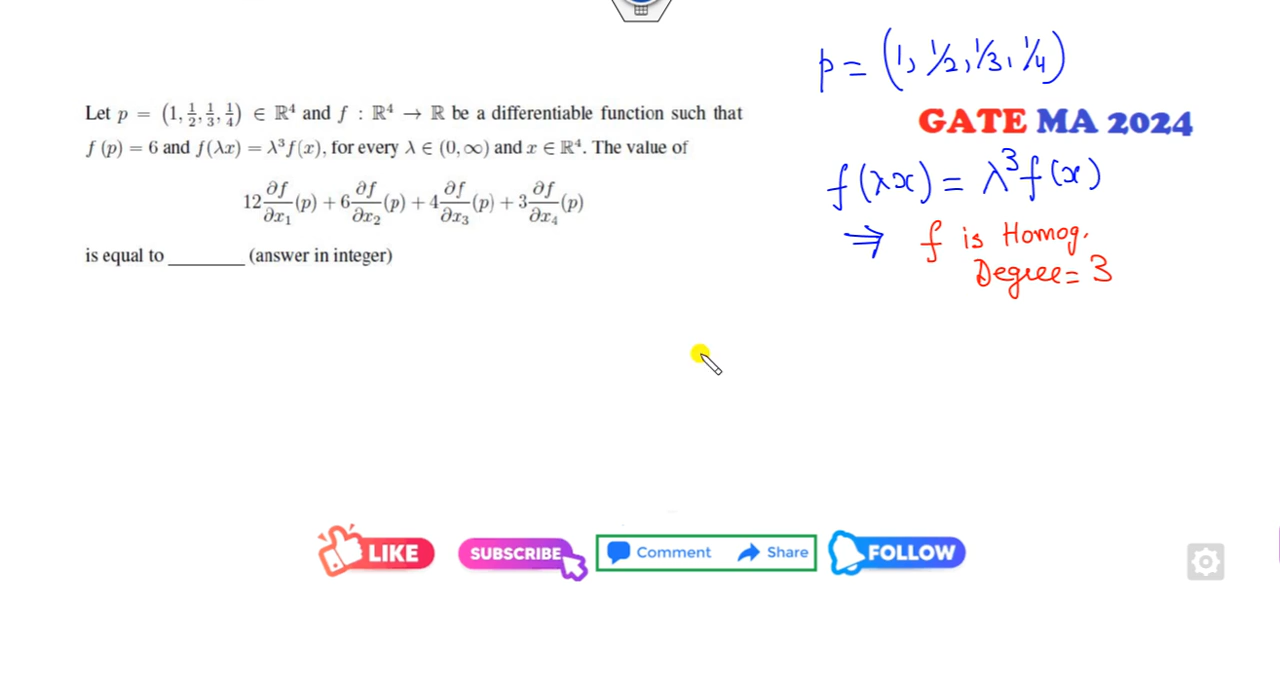 p = (1, 1/2, 1/3, 1/4)
Let p = (1, 1/2, 1/3, 1/4) ∈ ℝ⁴ and f : ℝ⁴ → ℝ be a differentiable function such that
GATE MA 2024
f (p) = 6 and f(λx) = λ³f(x), for every λ ∈ (0, ∞) and x ∈ ℝ⁴. The value of
f(λx) = λ³f(x)
12 ∂f/∂x₁ (p) + 6 ∂f/∂x₂ (p) + 4 ∂f/∂x₃ (p) + 3 ∂f/∂x₄ (p)
⇒ f is Homog.
is equal to ________ (answer in integer)
Degree = 3
LIKE SUBSCRIBE Comment Share FOLLOW